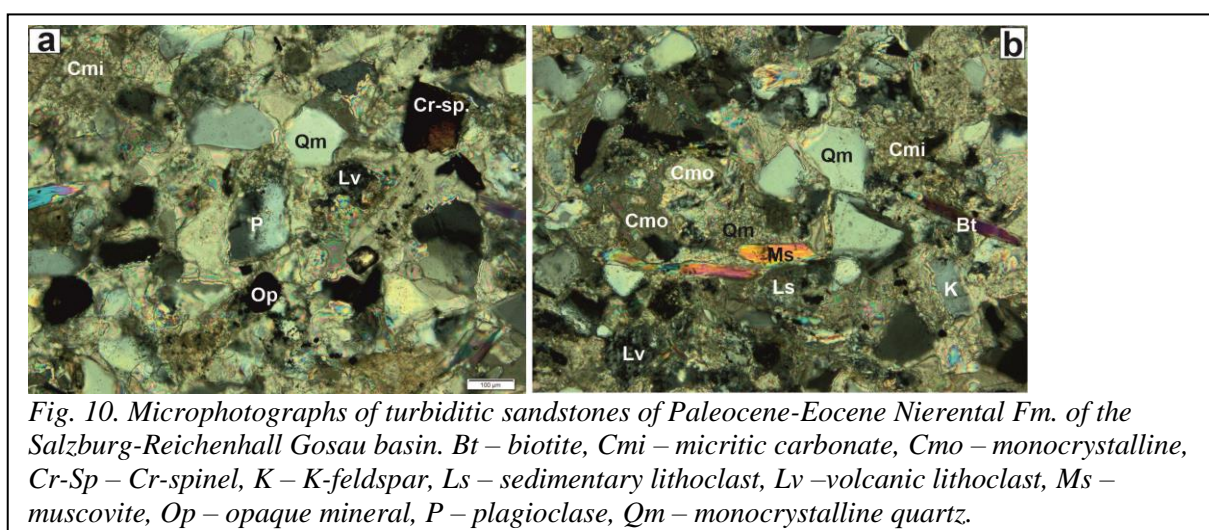 a
Cmi
Cr-sp.
Qm
Lv
P
Op
100 µm
b
Qm
Cmi
Cmo
Cmo
Qm
Bt
Ms
Ls
K
Lv
Fig. 10. Microphotographs of turbiditic sandstones of Paleocene-Eocene Nierental Fm. of the
Salzburg-Reichenhall Gosau basin. Bt – biotite, Cmi – micritic carbonate, Cmo – monocrystalline,
Cr-Sp – Cr-spinel, K – K-feldspar, Ls – sedimentary lithoclast, Lv –volcanic lithoclast, Ms –
muscovite, Op – opaque mineral, P – plagioclase, Qm – monocrystalline quartz.